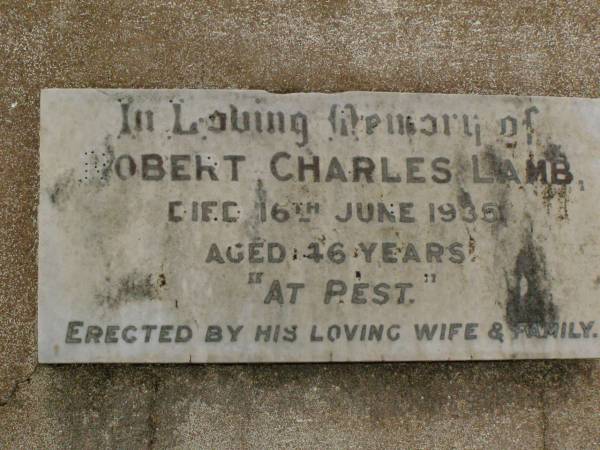 In Loving Memory of
ROBERT CHARLES LAMB,
DIED 16TH JUNE
AGED 46 YEARS.
"AT REST."
ERECTED BY HIS LOVING WIFE & FAMILY.